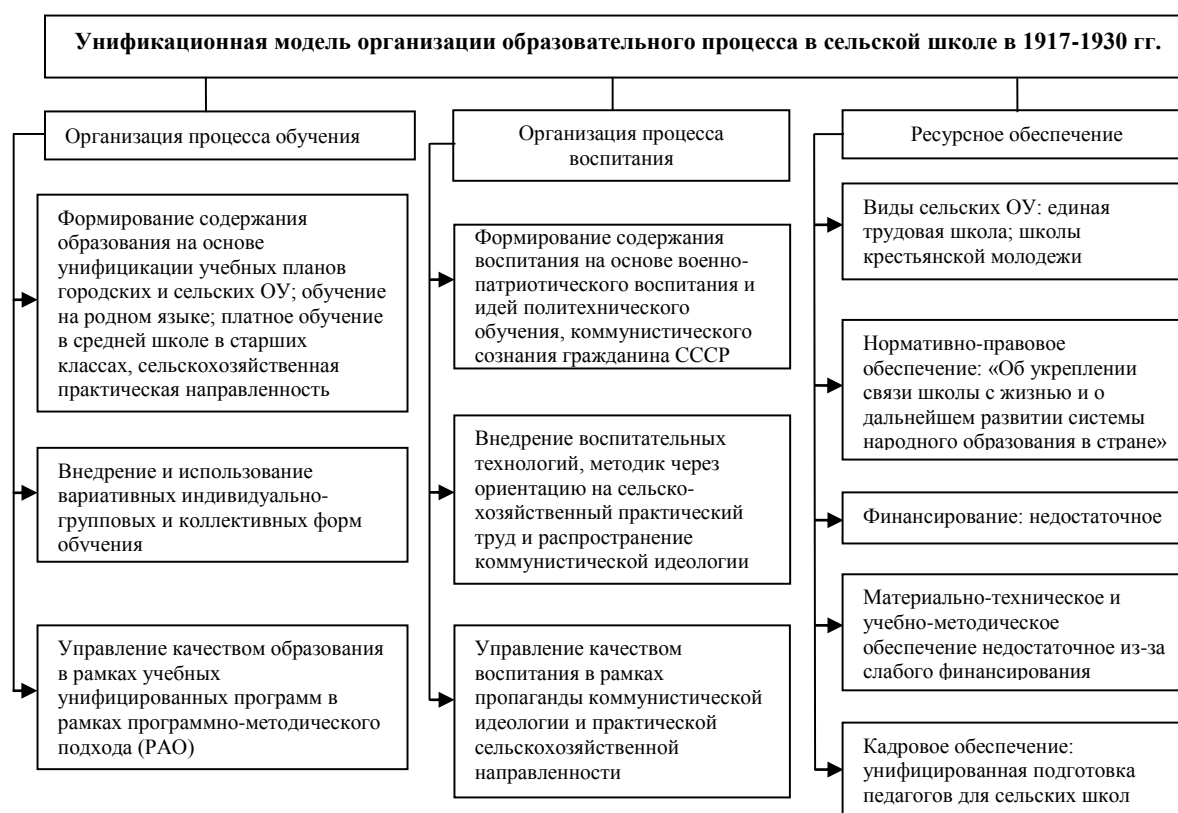 Унификационная модель организации образовательного процесса в сельской школе в 1917-1930 гг.
Организация процесса обучения
Формирование содержания
образования на основе
унифицикации учебных планов
городских и сельских ОУ; обучение
на родном языке; платное обучение
в средней школе в старших
классах, сельскохозяйственная
практическая направленность
Внедрение и использование
вариативных индивидуально-
групповых и коллективных форм
обучения
Управление качеством образования
в рамках учебных
унифицированных программ в
рамках программно-методического
подхода (РАО)
Организация процесса
воспитания
Формирование содержания
воспитания на основе военно-
патриотического воспитания и
идей политехнического
обучения, коммунистического
сознания гражданина СССР
Внедрение воспитательных
технологий, методик через
ориентацию на сельско-
хозяйственный практический
труд и распространение
коммунистической идеологии
Управление качеством
воспитания в рамках
пропаганды коммунистической
идеологии и практической
сельскохозяйственной
направленности
Ресурсное обеспечение
Виды сельских ОУ: единая
трудовая школа; школы
крестьянской молодежи
Нормативно-правовое
обеспечение: «Об укреплении
связи школы с жизнью и о
дальнейшем развитии системы
народного образования в стране»
Финансирование: недостаточное
Материально-техническое и
учебно-методическое
обеспечение недостаточное из-за
слабого финансирования
Кадровое обеспечение:
унифицированная подготовка
педагогов для сельских школ